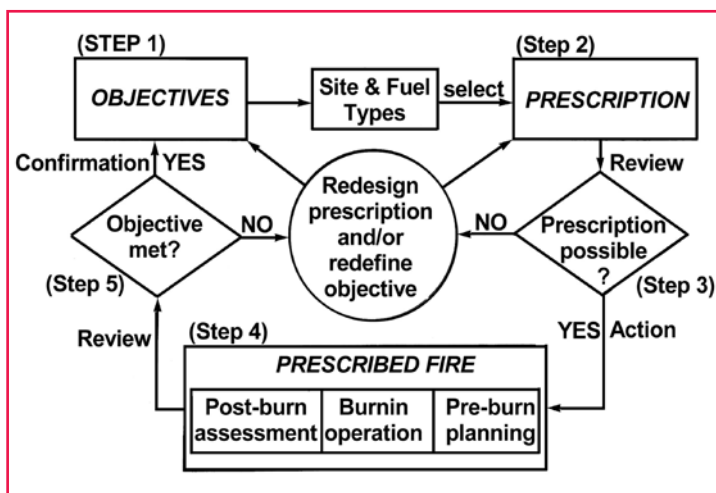 (STEP 1)
OBJECTIVES
Site & Fuel
Types
select
(Step 2)
PRESCRIPTION
Review
Prescription
possible
?
(Step 3)
NO
Redesign
prescription
and/or
redefine
objective
YES Action
(Step 4)
PRESCRIBED FIRE
Post-burn
assessment
Burnin
operation
Pre-burn
planning
Review
(Step 5)
Objective
met?
NO
Confirmation YES